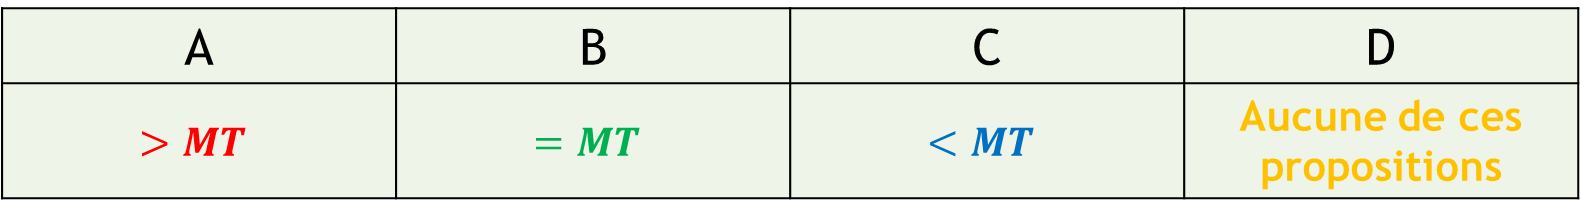 A B C D
> MT = MT < MT Aucune de ces
propositions